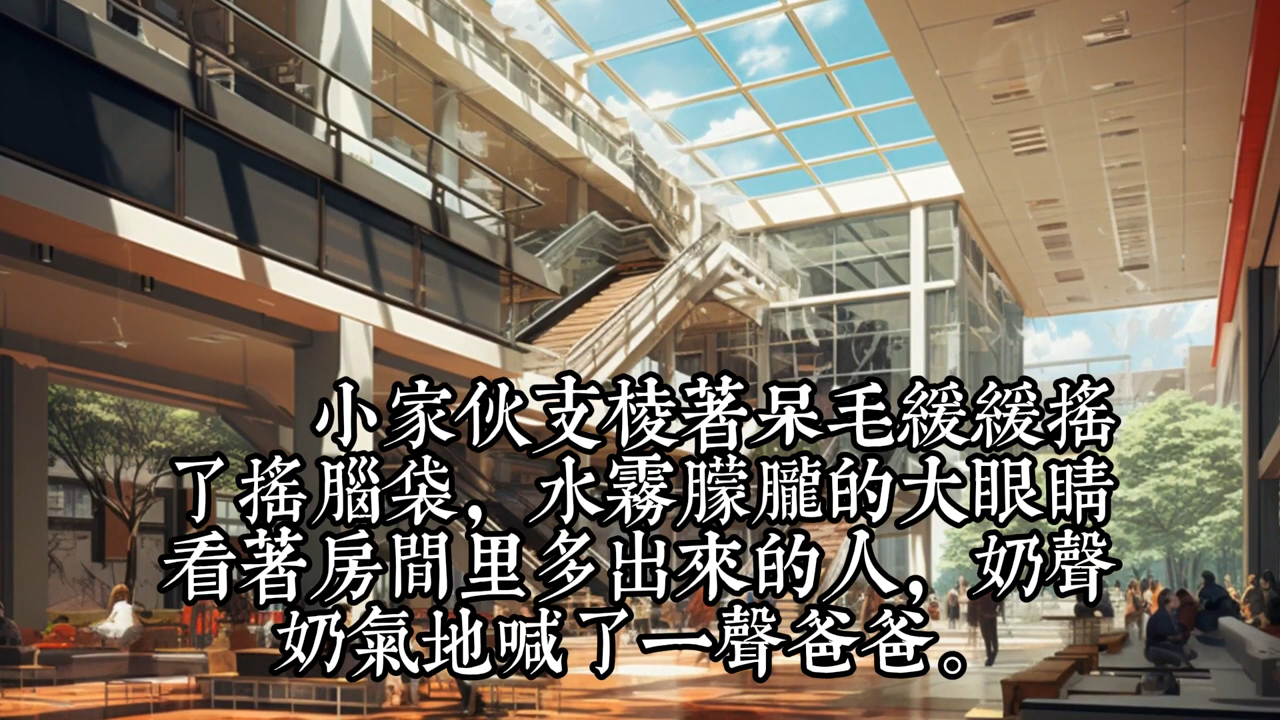 小家伙支棱著呆毛緩緩搖
了搖腦袋，水霧朦朧的大眼睛
看著房間里多出來的人，奶聲
奶氣地喊了一聲爸爸。